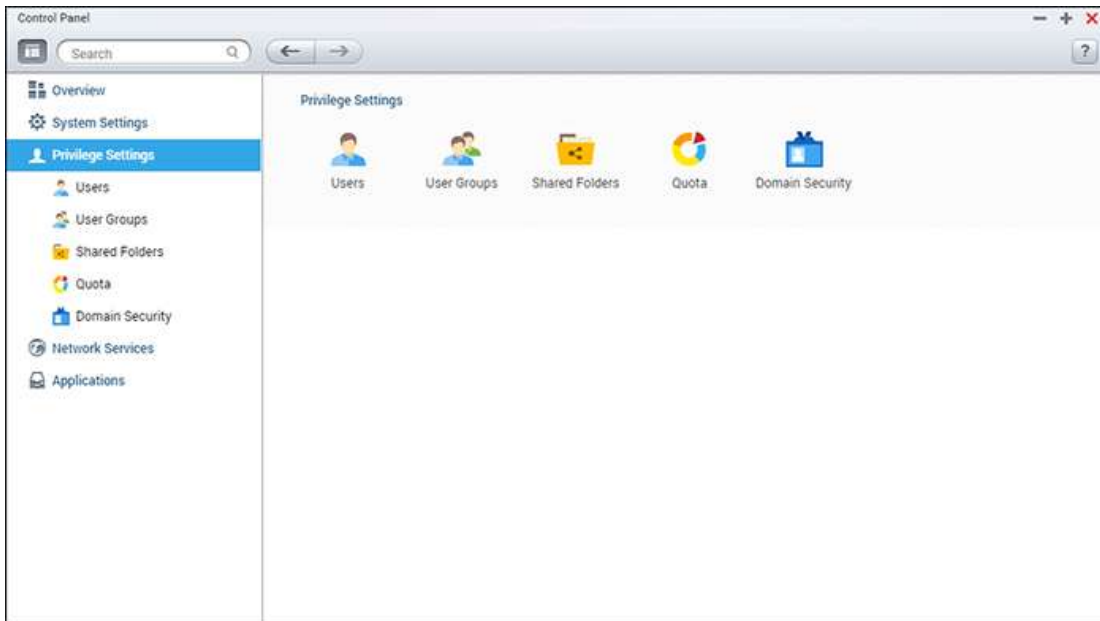 Control Panel
Search
?
Overview
System Settings
Privilege Settings
Users
User Groups
Shared Folders
Quota
Domain Security
Network Services
Applications
Privilege Settings
Users User Groups Shared Folders Quota Domain Security